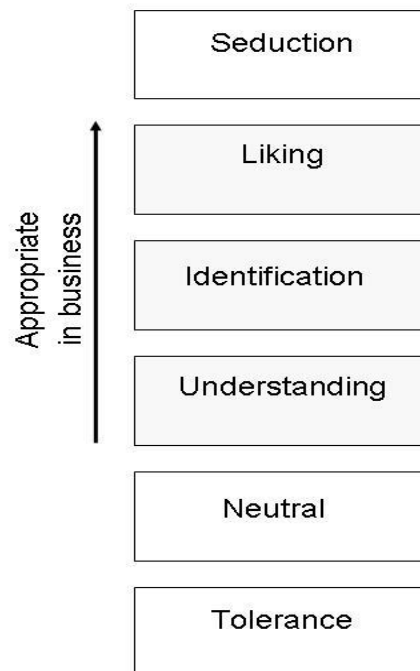 Seduction
Liking
Identification
Understanding
Neutral
Tolerance
Appropriate
in business